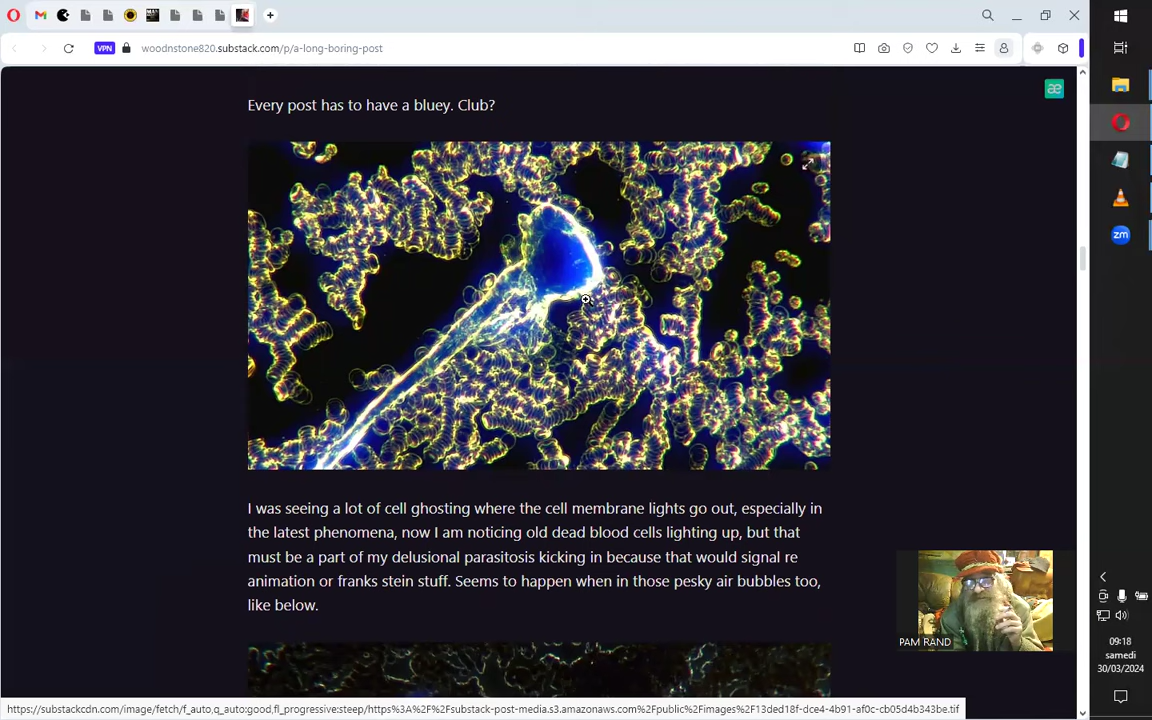 VPN
woodnstone820.substack.com/p/a-long-boring-post
æ
Every post has to have a bluey. Club?
I was seeing a lot of cell ghosting where the cell membrane lights go out, especially in
the latest phenomena, now I am noticing old dead blood cells lighting up, but that
must be a part of my delusional parasitosis kicking in because that would signal re
animation or franks stein stuff. Seems to happen when in those pesky air bubbles too,
like below.
zm
PAM RAND
09:18
samedi
30/03/2024
https://substackcdn.com/image/fetch/f_auto,q_auto:good,fl_progressive:steep/https%3A%2F%2Fsubstack-post-media.s3.amazonaws.com%2Fpublic%2Fimages%2F13ded18f-dce4-4b91-af0c-cb05d4b343be.tif